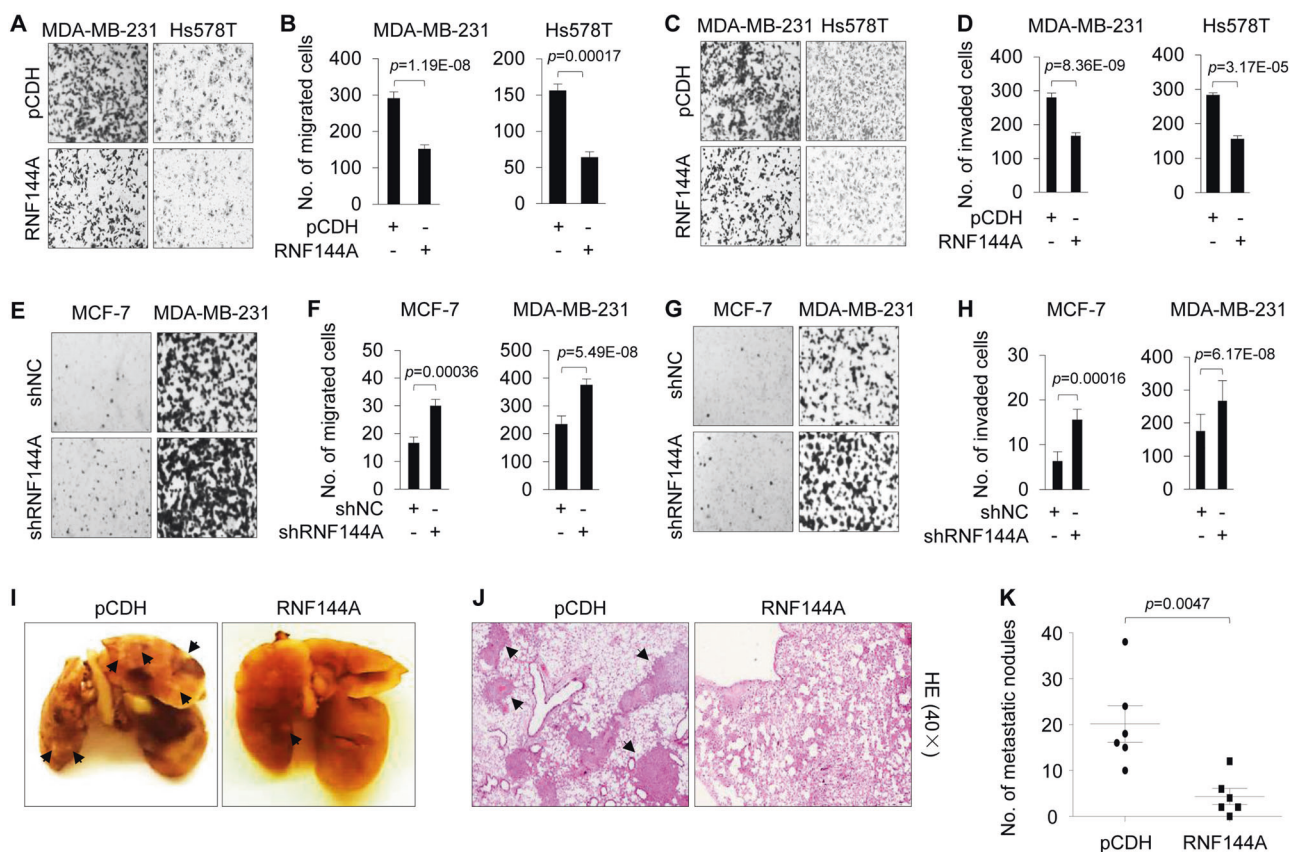 A
MDA-MB-231 Hs578T
pCDH
RNF144A
B
MDA-MB-231 Hs578T
No. of migrated cells
400
300
200
100
0
p=1.19E-08
200
150
100
50
0
p=0.00017
pCDH + - + -
RNF144A - + - +
C
MDA-MB-231 Hs578T
pCDH
RNF144A
D
MDA-MB-231 Hs578T
No. of invaded cells
400
300
200
100
0
p=8.36E-09
400
300
200
100
0
p=3.17E-05
pCDH + - + -
RNF144A - + - +
E
MCF-7 MDA-MB-231
shNC
shRNF144A
F
MCF-7 MDA-MB-231
No. of migrated cells
50
40
30
20
10
0
p=0.00036
500
400
300
200
100
0
p=5.49E-08
shNC + - + -
shRNF144A - + - +
G
MCF-7 MDA-MB-231
shNC
shRNF144A
H
MCF-7 MDA-MB-231
No. of invaded cells
30
20
10
0
p=0.00016
400
300
200
100
0
p=6.17E-08
shNC + - + -
shRNF144A - + - +
I
pCDH RNF144A
J
pCDH RNF144A
HE (40×)
K
p=0.0047
No. of metastatic nodules
40
30
20
10
0
pCDH RNF144A